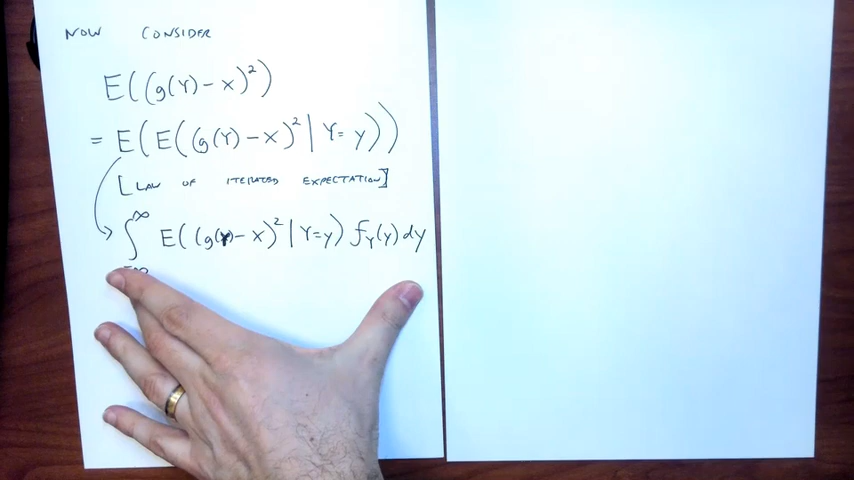 NOW CONSIDER
E((g(Y)-X)²)
= E(E((g(Y)-X)²|Y=y))
[LAW OF ITERATED EXPECTATION]
∫_{-∞}^{∞} E((g(Y)-X)²|Y=y) f_Y(y) dy